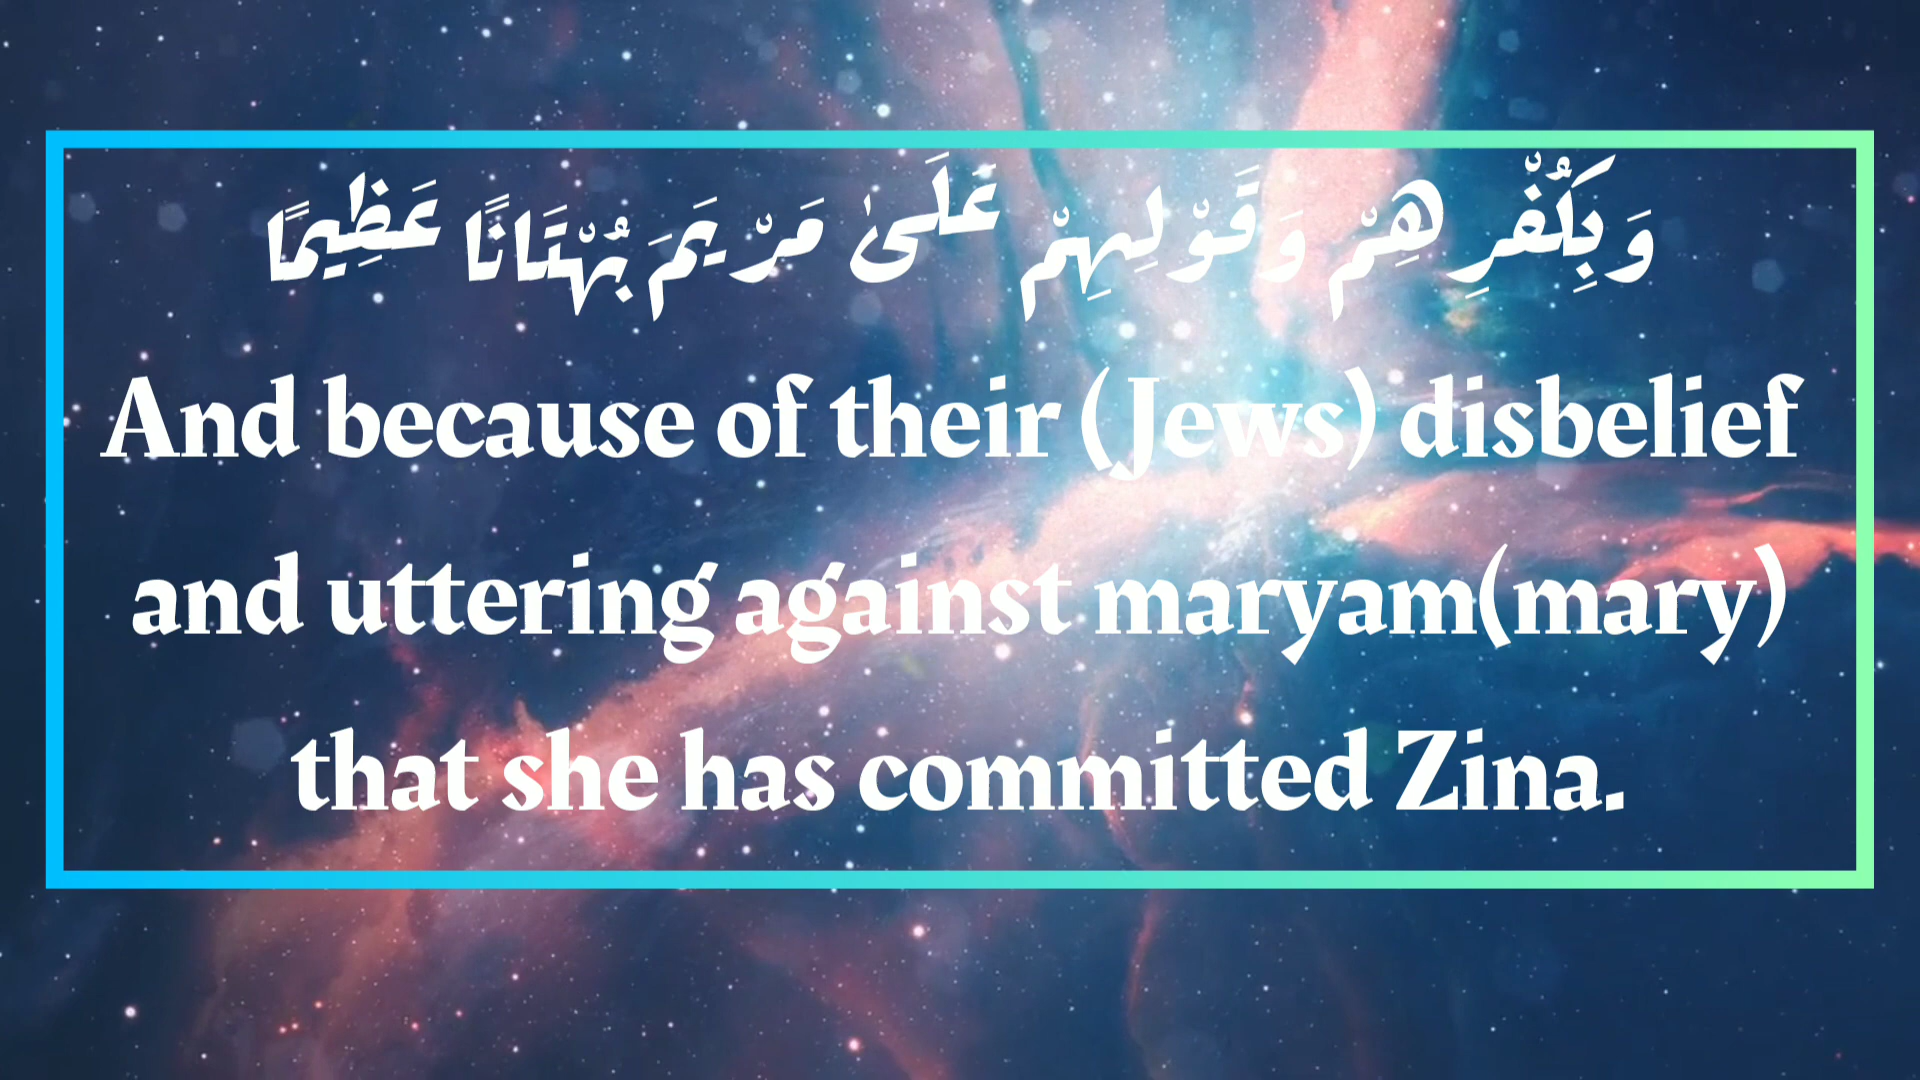 وَبِكُفْرِهِمْ وَقَوْلِهِمْ عَلَىٰ مَرْيَمَ بُهْتَانًا عَظِيمًا
And because of their (Jews) disbelief
and uttering against maryam(mary)
that she has committed Zina.